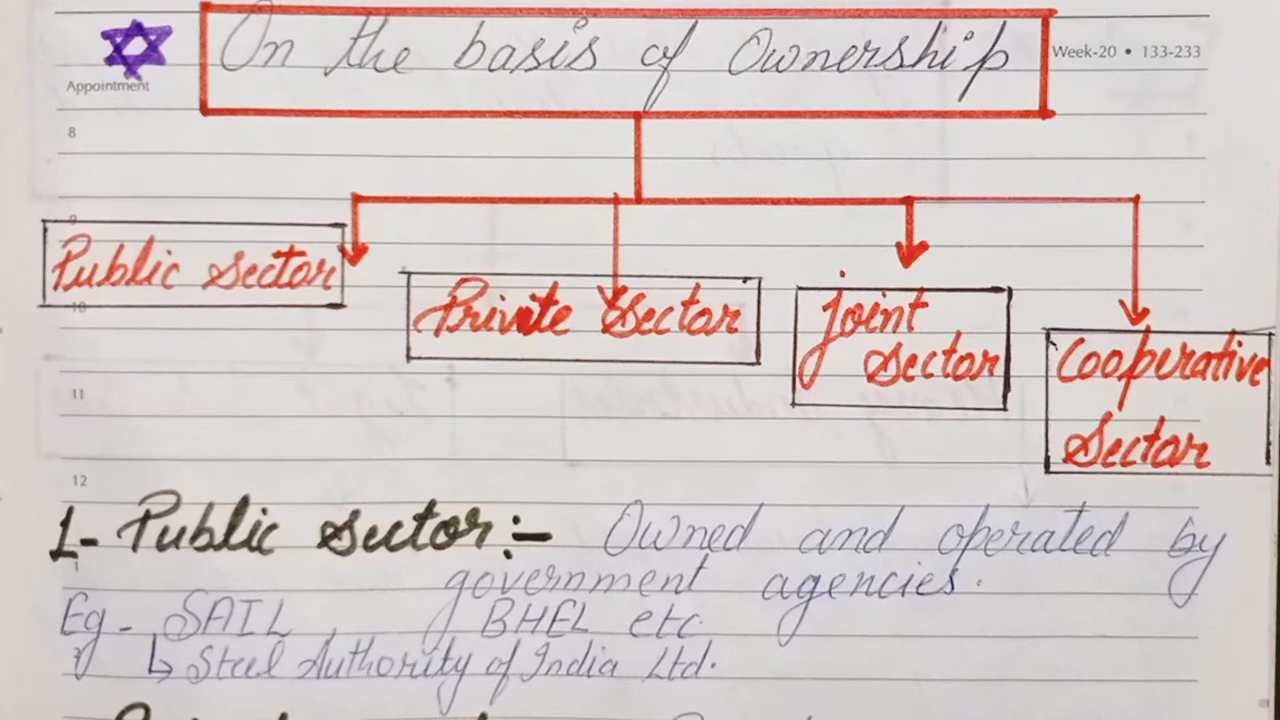 On the basis of Ownership
Week-20 • 133-233
Appointment
8
9
Public Sector
10
Private Sector
Joint
Sector
Cooperative
Sector
11
12
1- Public Sector:- Owned and operated by
government agencies.
Eg- SAIL, BHEL etc.
↳ Steel Authority of India Ltd.